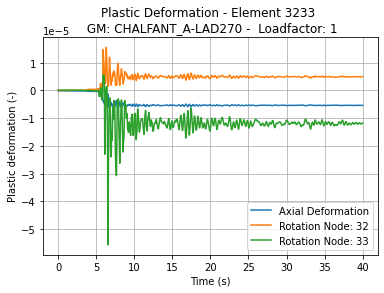 Plastic Deformation - Element 3233
GM: CHALFANT_A-LAD270 -  Loadfactor: 1
1e−5
1
0
−1
−2
−3
−4
−5
Plastic deformation (-)
0
5
10
15
20
25
30
35
40
Time (s)
Axial Deformation
Rotation Node: 32
Rotation Node: 33